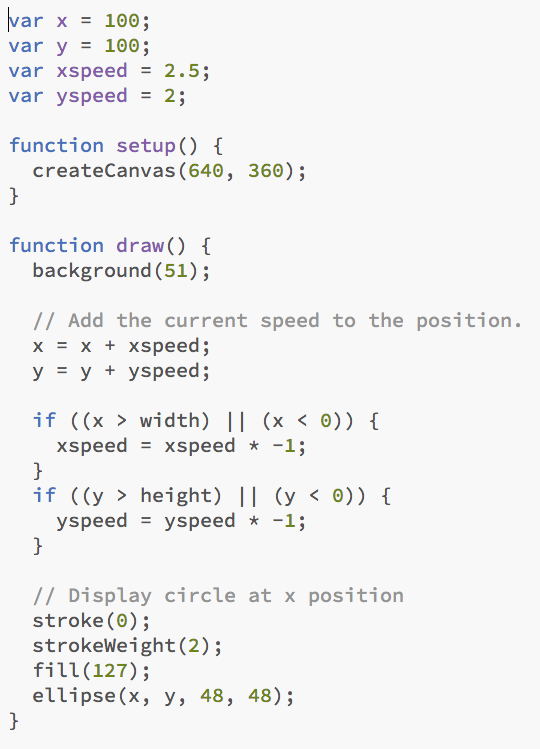 var x = 100;
var y = 100;
var xspeed = 2.5;
var yspeed = 2;

function setup() {
  createCanvas(640, 360);
}

function draw() {
  background(51);

  // Add the current speed to the position.
  x = x + xspeed;
  y = y + yspeed;

  if ((x > width) || (x < 0)) {
    xspeed = xspeed * -1;
  }
  if ((y > height) || (y < 0)) {
    yspeed = yspeed * -1;
  }

  // Display circle at x position
  stroke(0);
  strokeWeight(2);
  fill(127);
  ellipse(x, y, 48, 48);
}